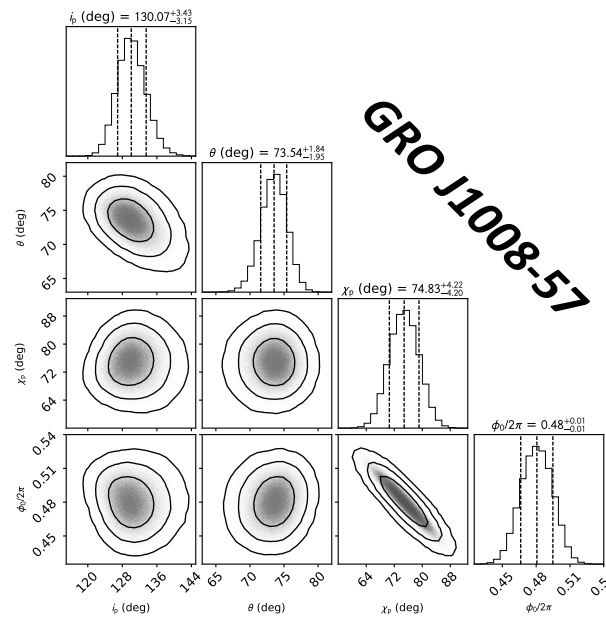 i_p (deg) = 130.07^{+3.43}_{−3.15}
GRO J1008-57
θ (deg) = 73.54^{+1.84}_{−1.95}
80
75
70
65
θ (deg)
χ_p (deg) = 74.83^{+4.22}_{−4.20}
88
80
72
64
χ_p (deg)
ϕ_0/2π = 0.48^{+0.01}_{−0.01}
0.54
0.51
0.48
0.45
ϕ_0/2π
120 128 136 144
65 70 75 80
64 72 80 88
0.45 0.48 0.51
i_p (deg) θ (deg) χ_p (deg) ϕ_0/2π